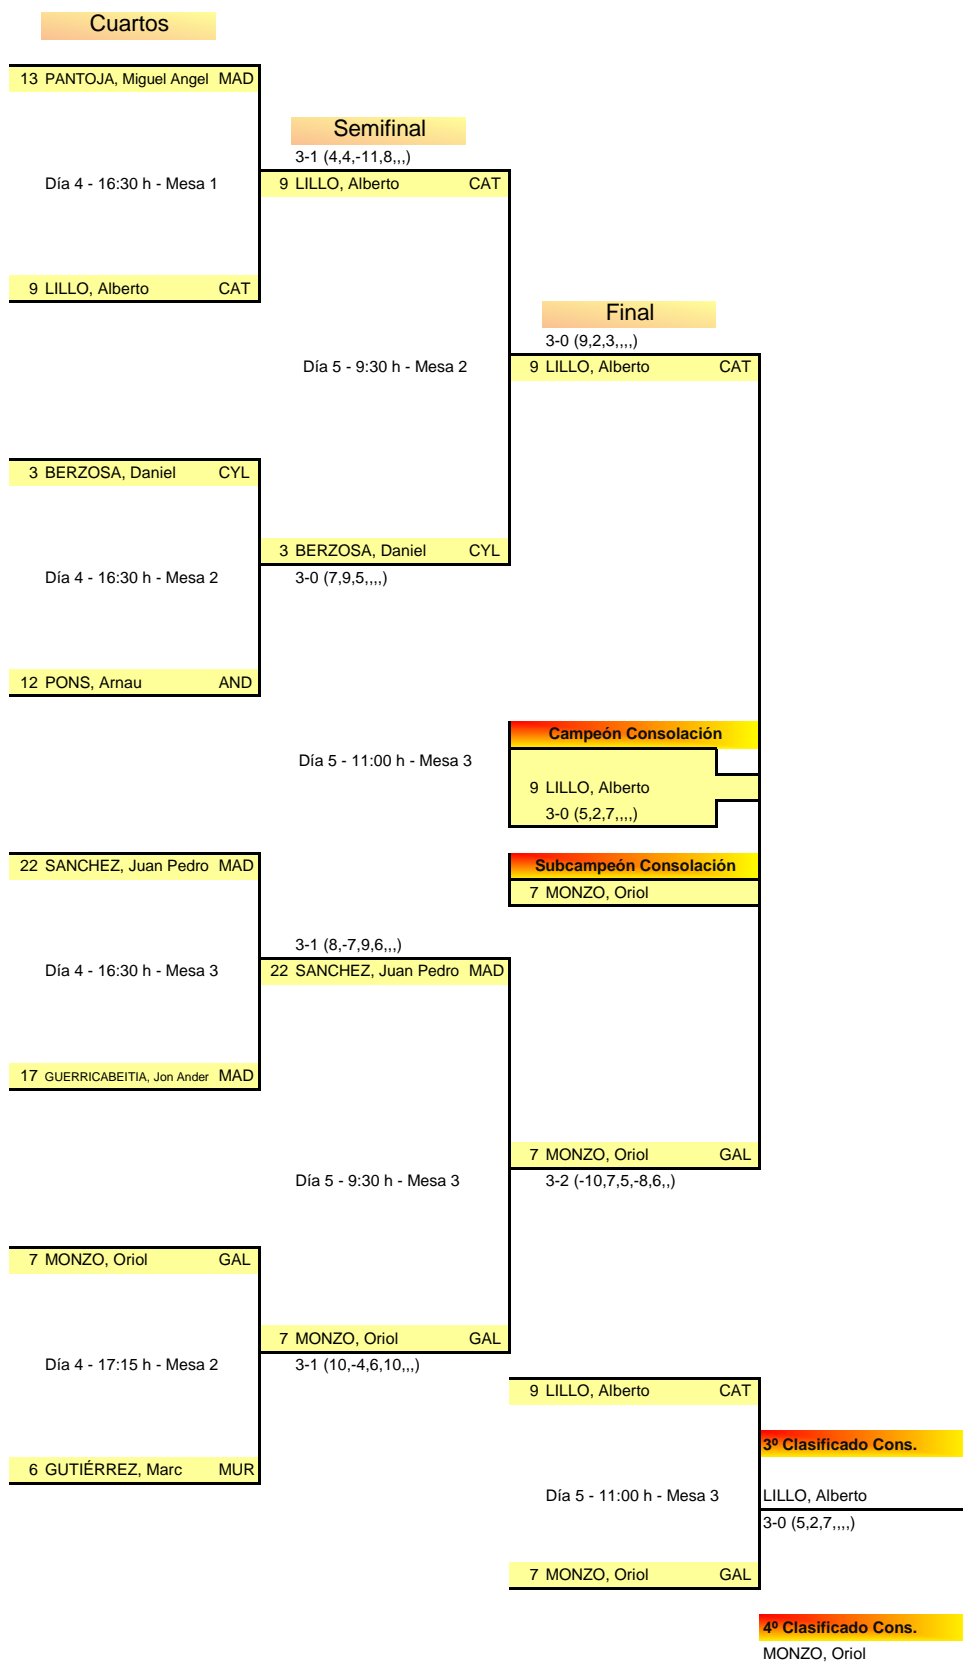 Cuartos
13 PANTOJA, Miguel Angel MAD
Semifinal
3-1 (4,4,-11,8,,,)
Día 4 - 16:30 h - Mesa 1
9 LILLO, Alberto CAT
9 LILLO, Alberto CAT
Final
3-0 (9,2,3,,,,)
Día 5 - 9:30 h - Mesa 2
9 LILLO, Alberto CAT
3 BERZOSA, Daniel CYL
3 BERZOSA, Daniel CYL
Día 4 - 16:30 h - Mesa 2
3-0 (7,9,5,,,,)
12 PONS, Arnau AND
Campeón Consolación
Día 5 - 11:00 h - Mesa 3
9 LILLO, Alberto
3-0 (5,2,7,,,,)
22 SANCHEZ, Juan Pedro MAD
Subcampeón Consolación
7 MONZO, Oriol
3-1 (8,-7,9,6,,,)
Día 4 - 16:30 h - Mesa 3
22 SANCHEZ, Juan Pedro MAD
17 GUERRICABEITIA, Jon Ander MAD
7 MONZO, Oriol GAL
Día 5 - 9:30 h - Mesa 3
3-2 (-10,7,5,-8,6,,)
7 MONZO, Oriol GAL
7 MONZO, Oriol GAL
Día 4 - 17:15 h - Mesa 2
3-1 (10,-4,6,10,,,)
9 LILLO, Alberto CAT
3º Clasificado Cons.
6 GUTIÉRREZ, Marc MUR
Día 5 - 11:00 h - Mesa 3
LILLO, Alberto
3-0 (5,2,7,,,,)
7 MONZO, Oriol GAL
4º Clasificado Cons.
MONZO, Oriol